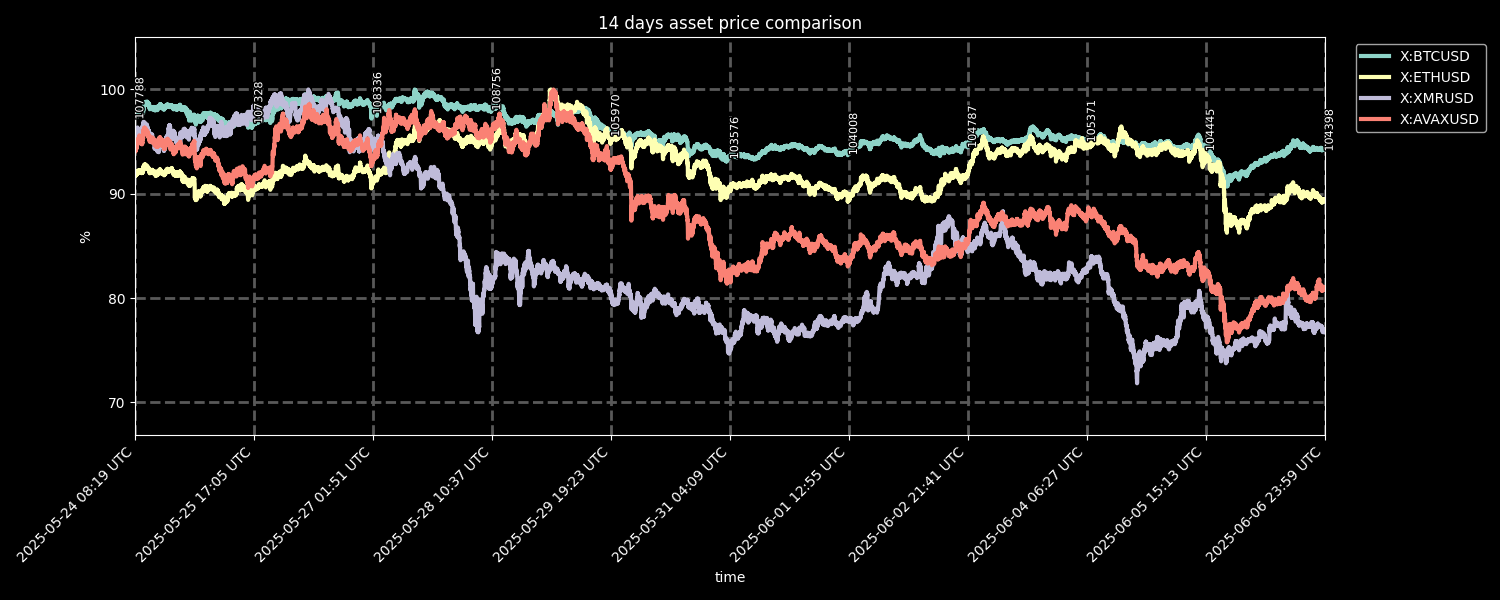 14 days asset price comparison
X:BTCUSD
X:ETHUSD
X:XMRUSD
X:AVAXUSD
%
100
90
80
70
107788
107328
108336
108756
105970
103576
104008
104787
105371
104445
104398
2025-05-24 08:19 UTC
2025-05-25 17:05 UTC
2025-05-27 01:51 UTC
2025-05-28 10:37 UTC
2025-05-29 19:23 UTC
2025-05-31 04:09 UTC
2025-06-01 12:55 UTC
2025-06-02 21:41 UTC
2025-06-04 06:27 UTC
2025-06-05 15:13 UTC
2025-06-06 23:59 UTC
time